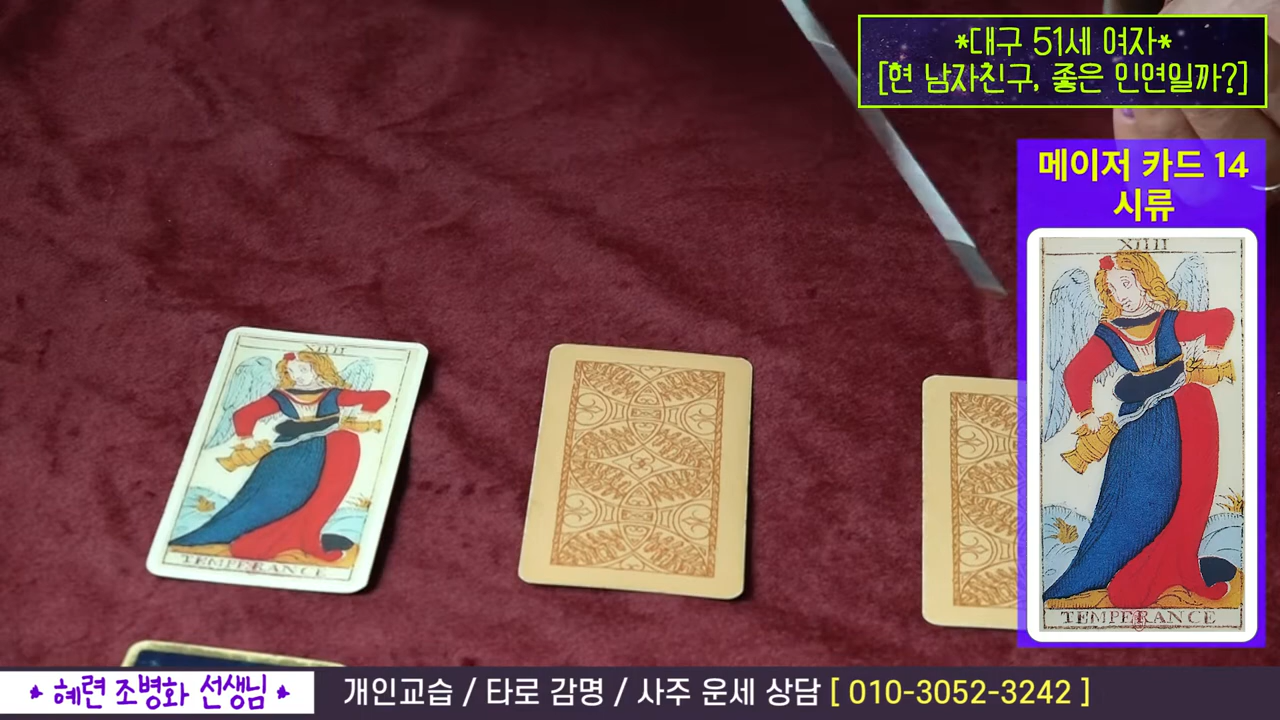 *대구 51세 여자*
[현 남자친구, 좋은 인연일까?]
메이저 카드 14
시류
XIIII
TEMPERANCE
XIIII
TEMPERANCE
* 혜련 조병화 선생님 *
개인교습 / 타로 감명 / 사주 운세 상담 [ 010-3052-3242 ]